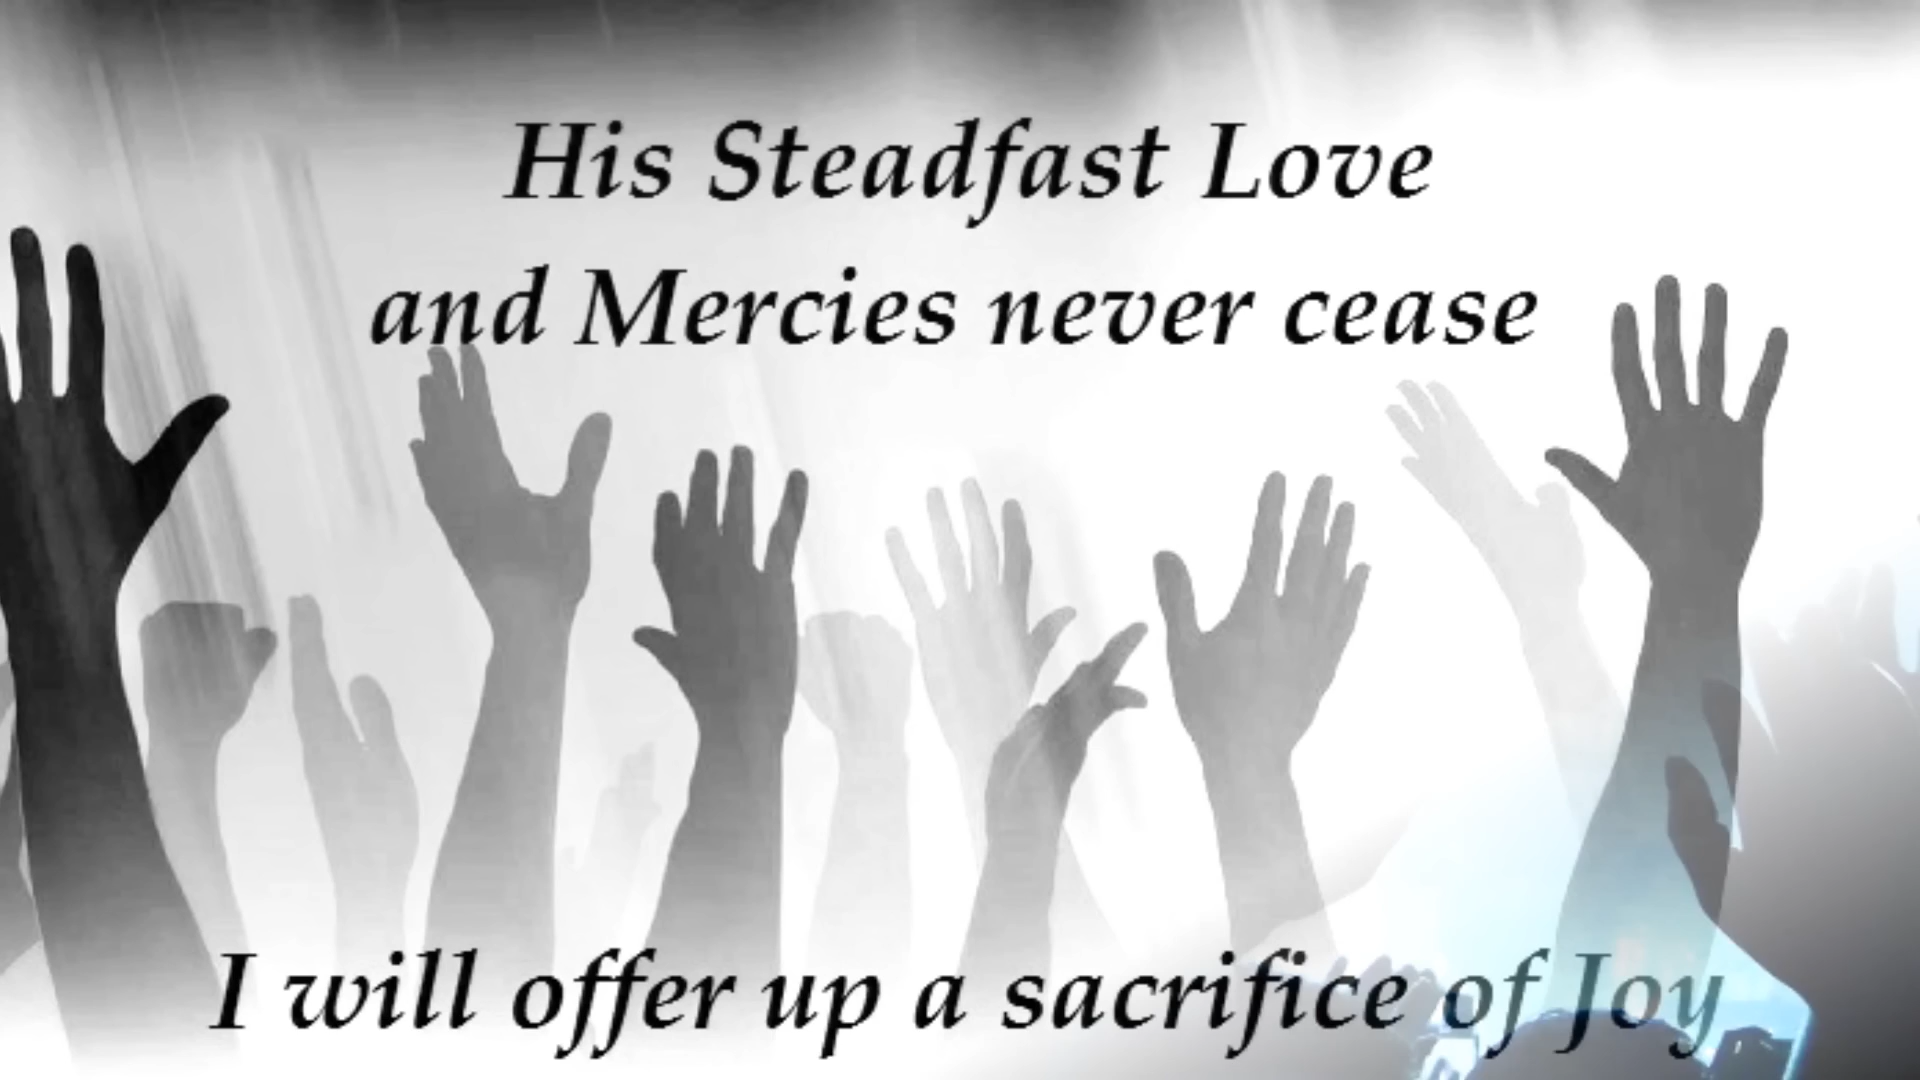 His Steadfast Love
and Mercies never cease
I will offer up a sacrifice of Joy